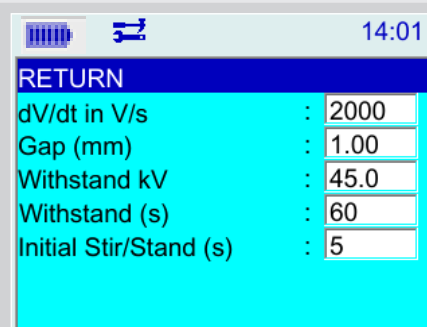 14:01
RETURN
dV/dt in V/s : 2000
Gap (mm) : 1.00
Withstand kV : 45.0
Withstand (s) : 60
Initial Stir/Stand (s) : 5